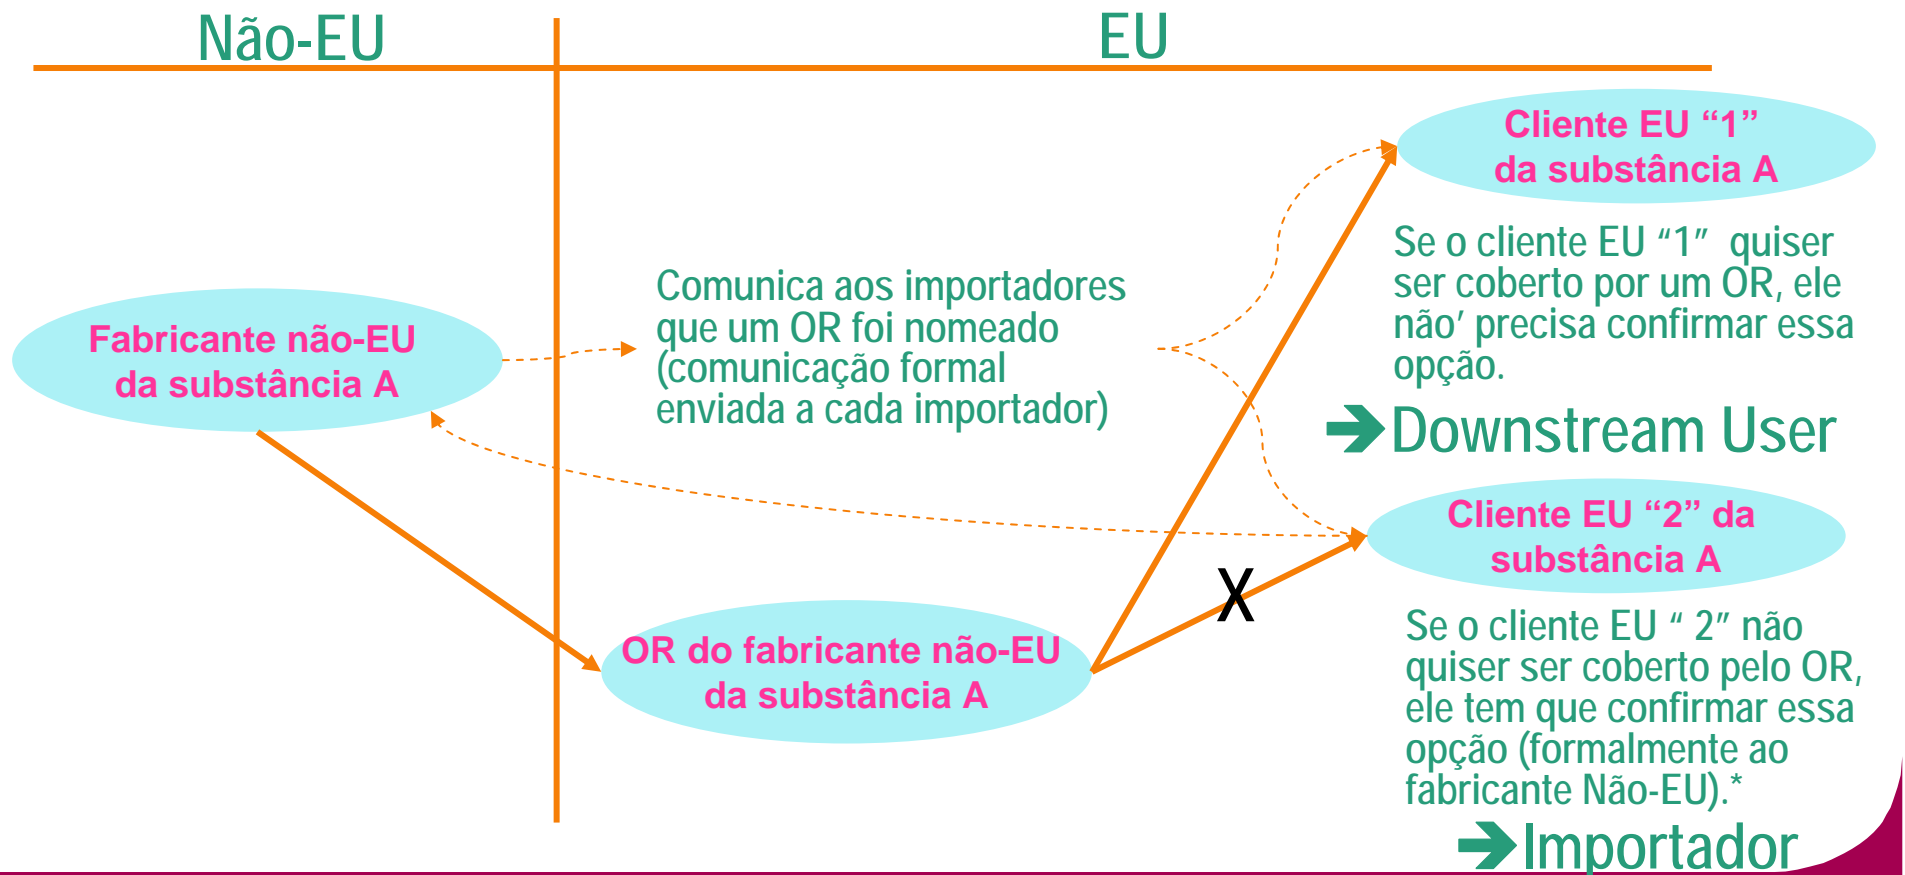 Não-EU
EU
Cliente EU “1”
da substância A
Se o cliente EU “1” quiser
ser coberto por um OR, ele
não’ precisa confirmar essa
opção.
➔Downstream User
Comunica aos importadores
que um OR foi nomeado
(comunicação formal
enviada a cada importador)
Fabricante não-EU
da substância A
Cliente EU “2” da
substância A
X
Se o cliente EU “ 2” não
quiser ser coberto pelo OR,
ele tem que confirmar essa
opção (formalmente ao
fabricante Não-EU).*
➔Importador
OR do fabricante não-EU
da substância A